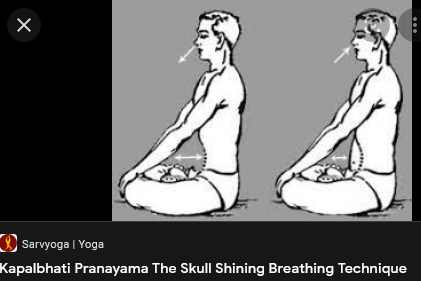 Sarvyoga | Yoga
Kapalbhati Pranayama The Skull Shining Breathing Technique